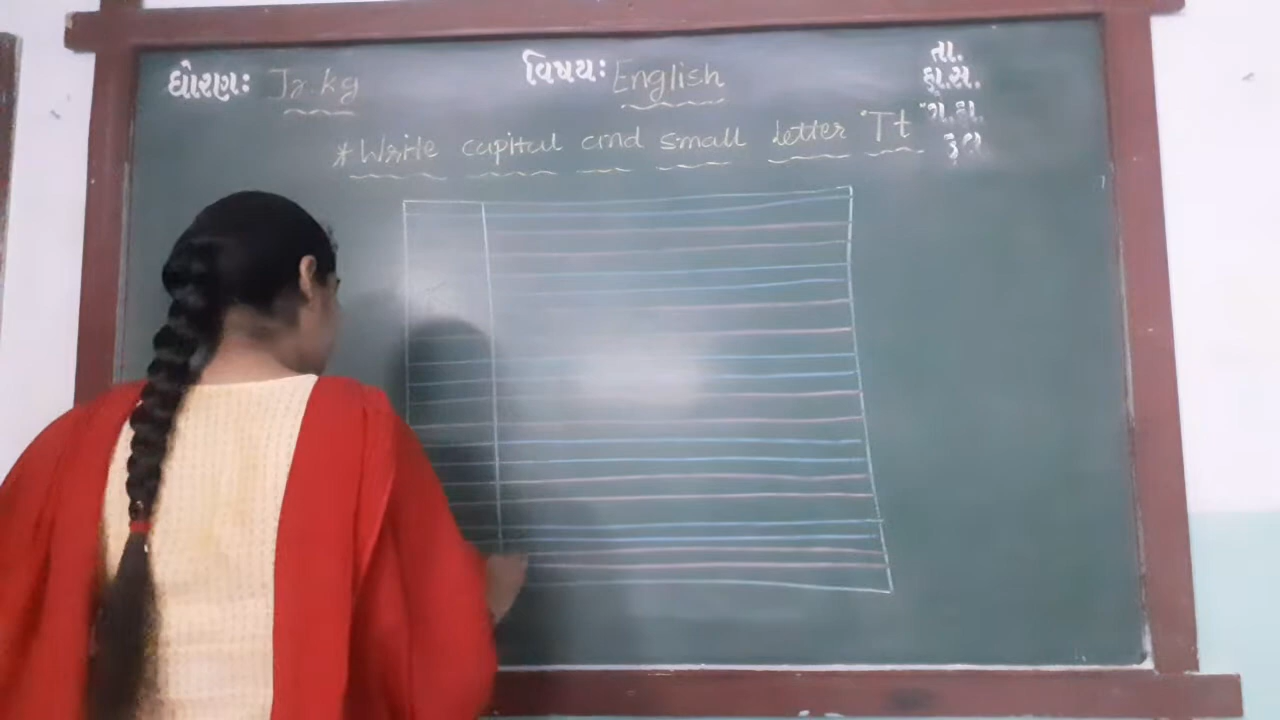 ધોરણઃ Jr.kg વિષયઃ English
* Write capital and small letter Tt
તા.
હા.સ.
ગે.હા.
કુલ